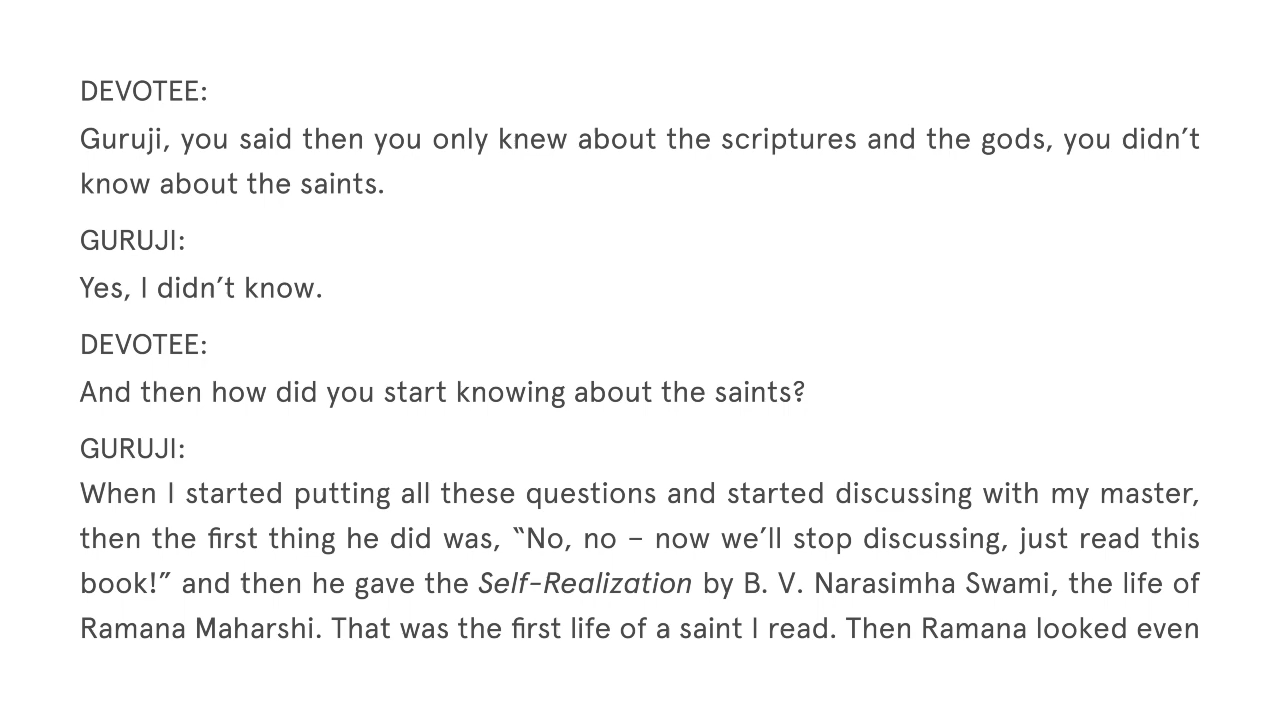 DEVOTEE:
Guruji, you said then you only knew about the scriptures and the gods, you didn’t
know about the saints.
GURUJI:
Yes, I didn’t know.
DEVOTEE:
And then how did you start knowing about the saints?
GURUJI:
When I started putting all these questions and started discussing with my master,
then the first thing he did was, “No, no – now we’ll stop discussing, just read this
book!” and then he gave the Self-Realization by B. V. Narasimha Swami, the life of
Ramana Maharshi. That was the first life of a saint I read. Then Ramana looked even